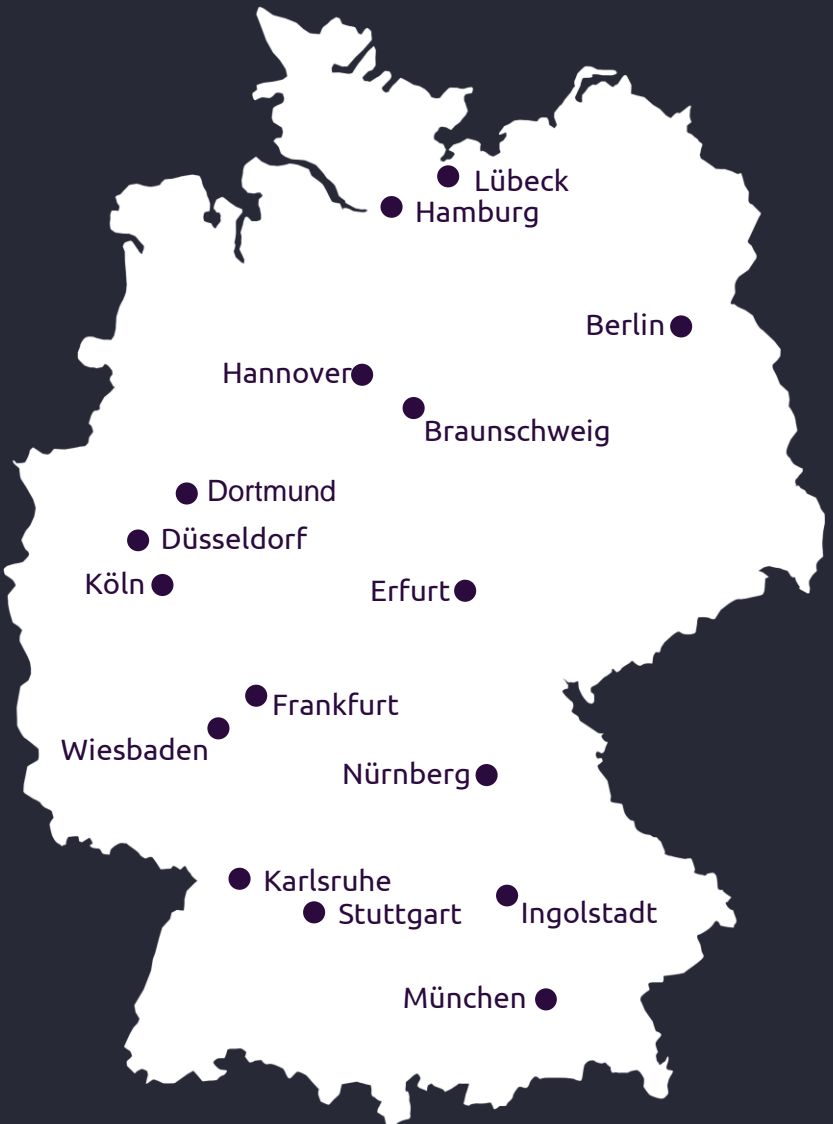 Lübeck
Hamburg
Berlin
Hannover
Braunschweig
Dortmund
Düsseldorf
Köln
Erfurt
Frankfurt
Wiesbaden
Nürnberg
Karlsruhe
Stuttgart
Ingolstadt
München